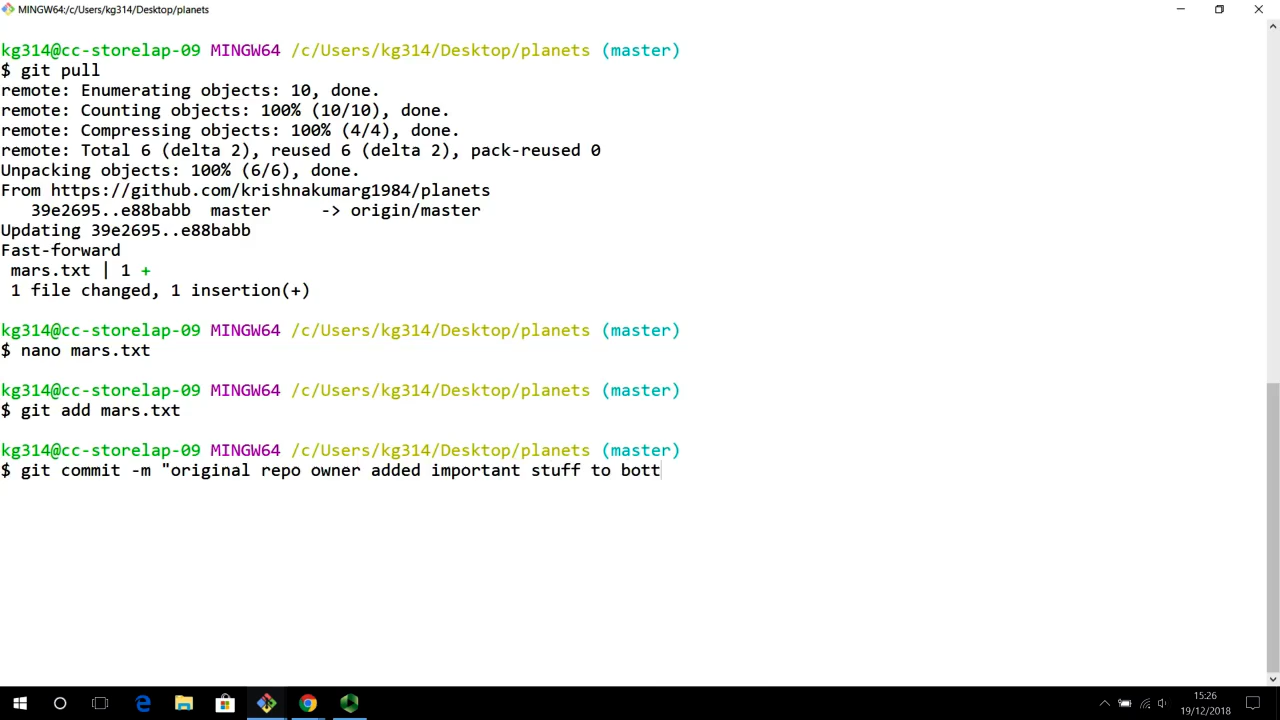 MINGW64:/c/Users/kg314/Desktop/planets
kg314@cc-storelap-09 MINGW64 /c/Users/kg314/Desktop/planets (master)
$ git pull
remote: Enumerating objects: 10, done.
remote: Counting objects: 100% (10/10), done.
remote: Compressing objects: 100% (4/4), done.
remote: Total 6 (delta 2), reused 6 (delta 2), pack-reused 0
Unpacking objects: 100% (6/6), done.
From https://github.com/krishnakumarg1984/planets
39e2695..e88babb  master     -> origin/master
Updating 39e2695..e88babb
Fast-forward
mars.txt | 1 +
1 file changed, 1 insertion(+)
kg314@cc-storelap-09 MINGW64 /c/Users/kg314/Desktop/planets (master)
$ nano mars.txt
kg314@cc-storelap-09 MINGW64 /c/Users/kg314/Desktop/planets (master)
$ git add mars.txt
kg314@cc-storelap-09 MINGW64 /c/Users/kg314/Desktop/planets (master)
$ git commit -m "original repo owner added important stuff to bott
15:26
19/12/2018